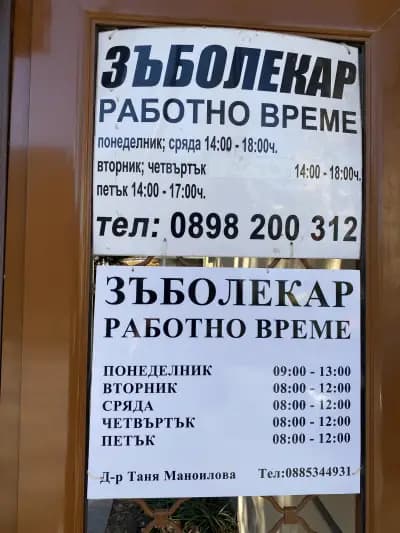 ЗЪБОЛЕКАР
РАБОТНО ВРЕМЕ
понеделник; сряда 14:00 - 18:00ч.
вторник; четвъртък 14:00 - 18:00ч.
петък 14:00 - 17:00ч.
тел: 0898 200 312
ЗЪБОЛЕКАР
РАБОТНО ВРЕМЕ
ПОНЕДЕЛНИК 09:00 - 13:00
ВТОРНИК 08:00 - 12:00
СРЯДА 08:00 - 12:00
ЧЕТВЪРТЪК 08:00 - 12:00
ПЕТЪК 08:00 - 12:00
Д-р Таня Маноилова Тел:0885344931